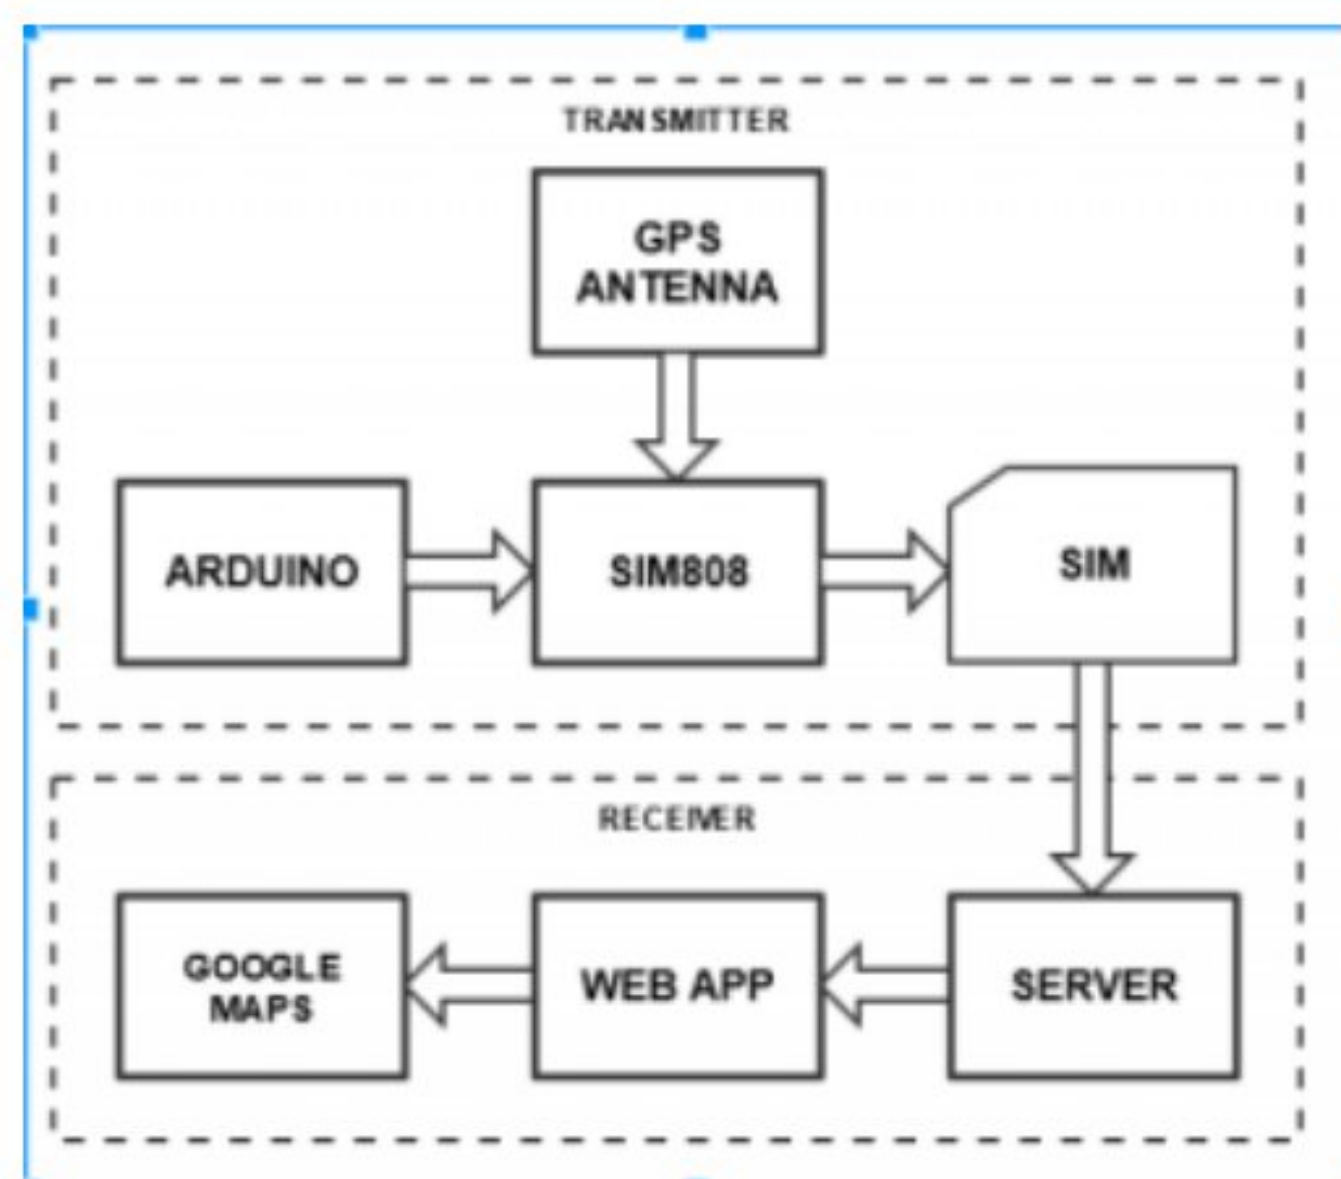 TRANSMITTER
GPS
ANTENNA
ARDUINO
SIM808
SIM
RECEIVER
GOOGLE
MAPS
WEB APP
SERVER